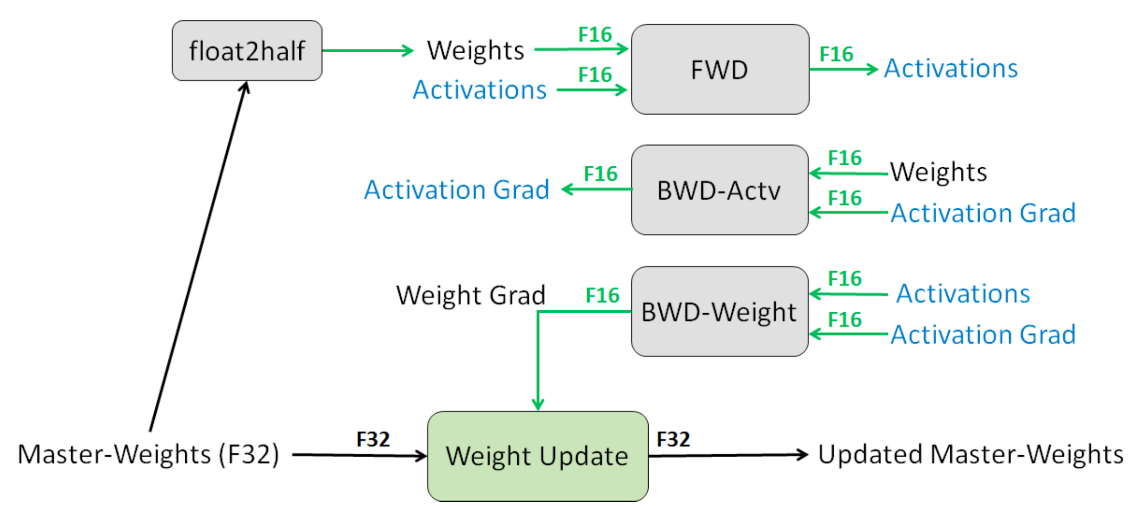 float2half
Weights
F16
FWD
F16
Activations
Activations
F16
Activation Grad
F16
BWD-Actv
F16
Weights
F16
Activation Grad
Weight Grad
F16
BWD-Weight
F16
Activations
F16
Activation Grad
Master-Weights (F32)
F32
Weight Update
F32
Updated Master-Weights